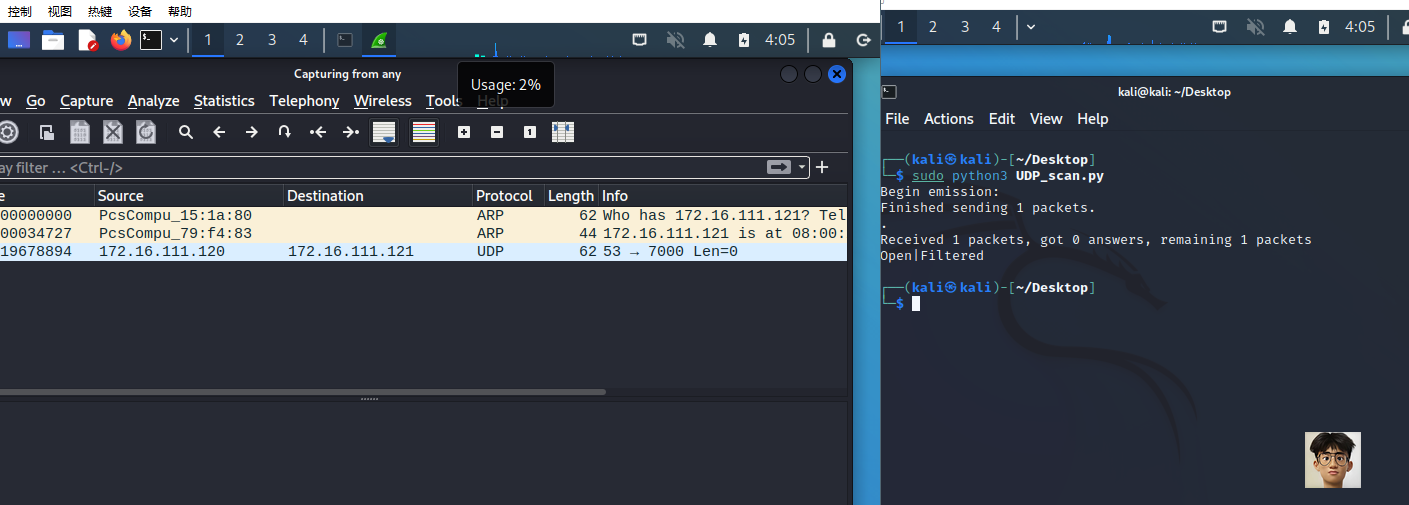 控制 视图 热键 设备 帮助
1 2 3 4 4:05
Capturing from any
Usage: 2%
w Go Capture Analyze Statistics Telephony Wireless Tools Help
ay filter … <Ctrl-/>
e Source Destination Protocol Length Info
00000000 PcsCompu_15:1a:80 ARP 62 Who has 172.16.111.121? Tel
00034727 PcsCompu_79:f4:83 ARP 44 172.16.111.121 is at 08:00:
19678894 172.16.111.120 172.16.111.121 UDP 62 53 → 7000 Len=0
1 2 3 4 4:05
kali@kali: ~/Desktop
File Actions Edit View Help
┌──(kali㉿kali)-[~/Desktop]
└─$ sudo python3 UDP_scan.py
Begin emission:
Finished sending 1 packets.
.
Received 1 packets, got 0 answers, remaining 1 packets
Open|Filtered
┌──(kali㉿kali)-[~/Desktop]
└─$